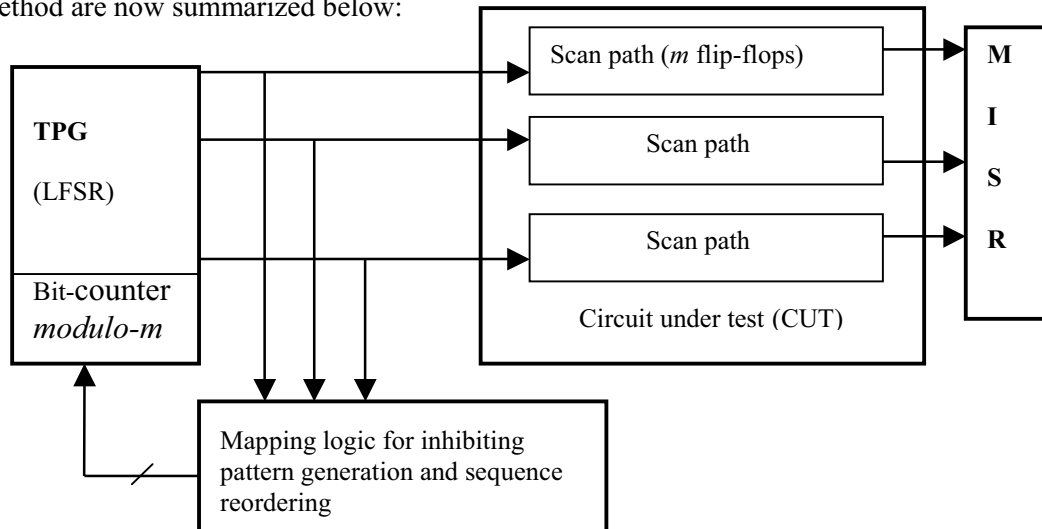 ethod are now summarized below:
TPG
(LFSR)
Bit-counter
modulo-m
Scan path (m flip-flops)
Scan path
Scan path
Circuit under test (CUT)
M
I
S
R
Mapping logic for inhibiting
pattern generation and sequence
reordering